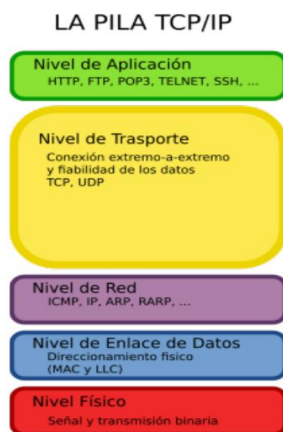 LA PILA TCP/IP
Nivel de Aplicación
HTTP, FTP, POP3, TELNET, SSH, ...
Nivel de Trasporte
Conexión extremo-a-extremo
y fiabilidad de los datos
TCP, UDP
Nivel de Red
ICMP, IP, ARP, RARP, ...
Nivel de Enlace de Datos
Direccionamiento fisico
(MAC y LLC)
Nivel Físico
Señal y transmisión binaria